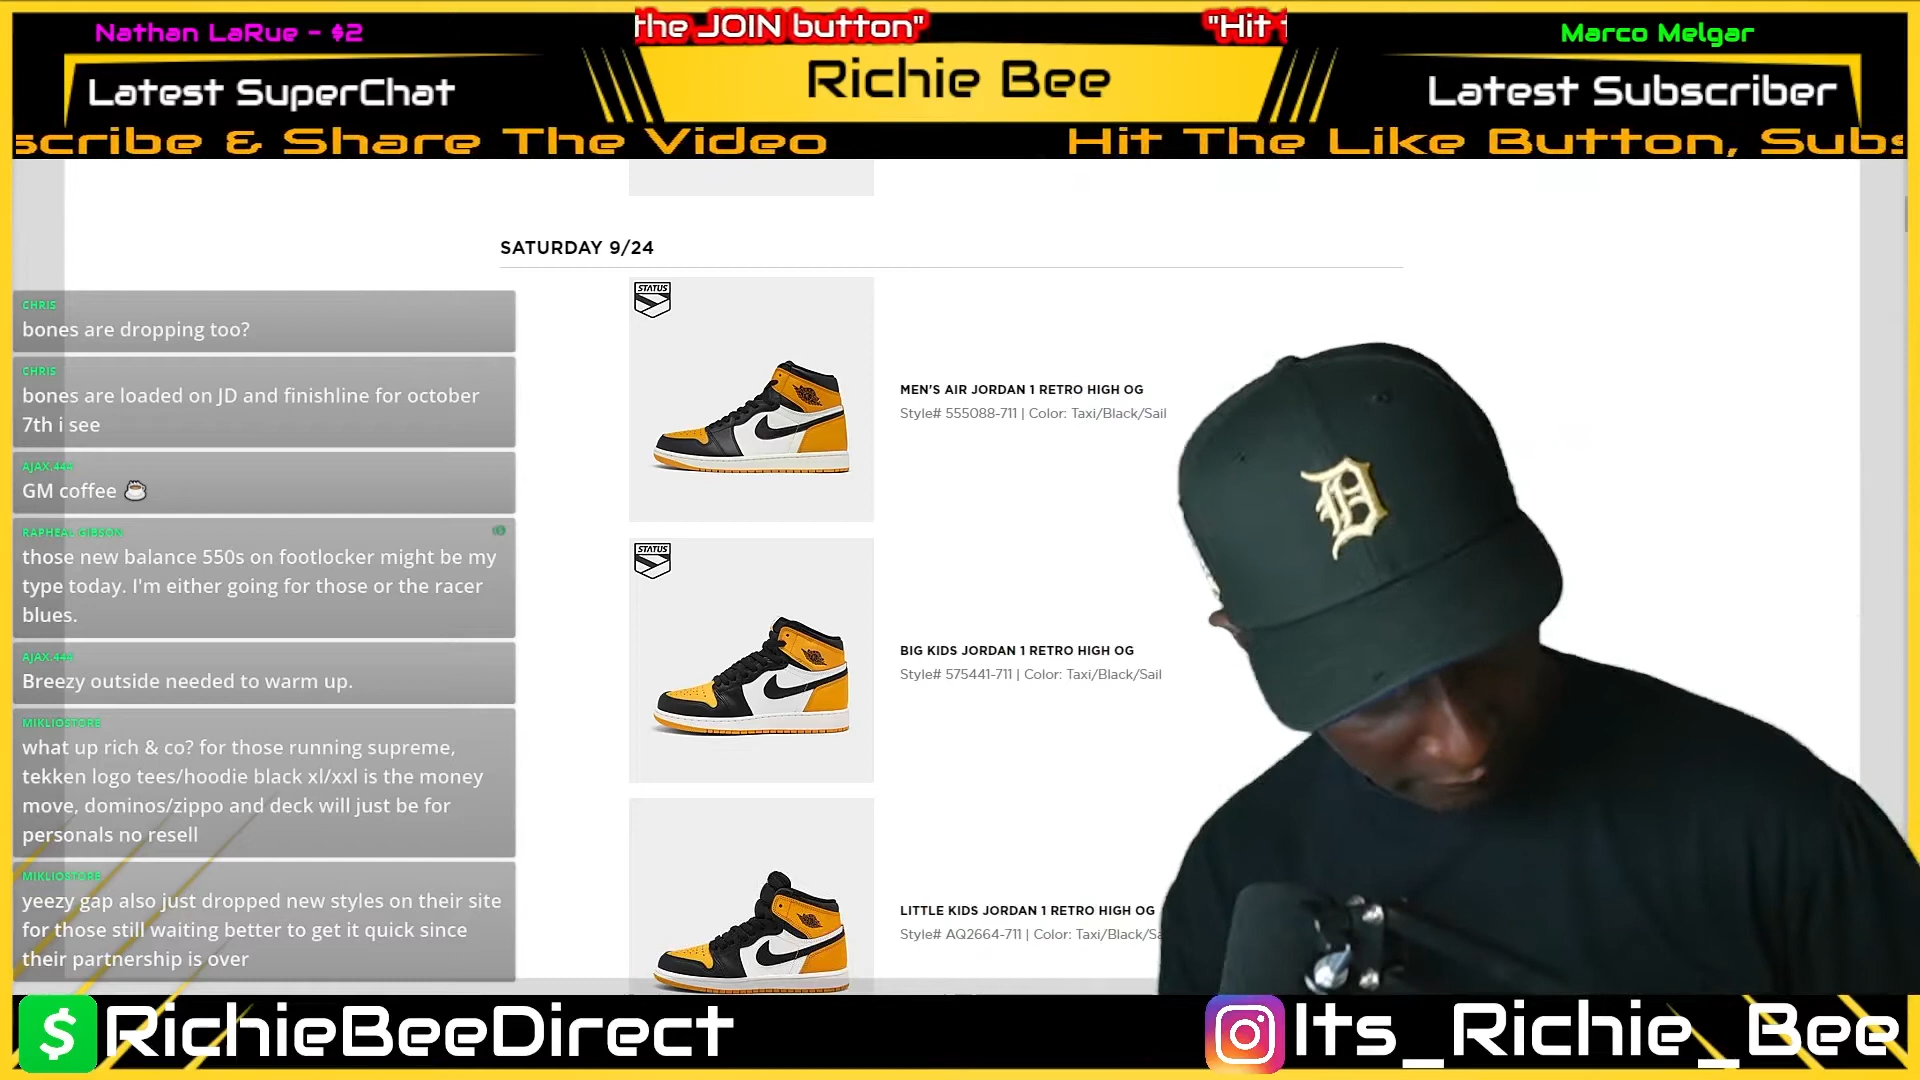 Nathan LaRue - $2
the JOIN button"
"Hit
Marco Melgar
Latest SuperChat
Richie Bee
Latest Subscriber
scribe & Share The Video
Hit The Like Button, Subs
SATURDAY 9/24
CHRIS
bones are dropping too?
CHRIS
bones are loaded on JD and finishline for october
7th i see
AJAX.444
GM coffee
RAPHEAL GIBSON
those new balance 550s on footlocker might be my
type today. I'm either going for those or the racer
blues.
AJAX.444
Breezy outside needed to warm up.
MIKLIOSTORE
what up rich & co? for those running supreme,
tekken logo tees/hoodie black xl/xxl is the money
move, dominos/zippo and deck will just be for
personals no resell
MIKLIOSTORE
yeezy gap also just dropped new styles on their site
for those still waiting better to get it quick since
their partnership is over
STATUS
MEN'S AIR JORDAN 1 RETRO HIGH OG
Style# 555088-711 | Color: Taxi/Black/Sail
STATUS
BIG KIDS JORDAN 1 RETRO HIGH OG
Style# 575441-711 | Color: Taxi/Black/Sail
LITTLE KIDS JORDAN 1 RETRO HIGH OG
Style# AQ2664-711 | Color: Taxi/Black/Sa
D
$ RichieBeeDirect
Its_Richie_Bee